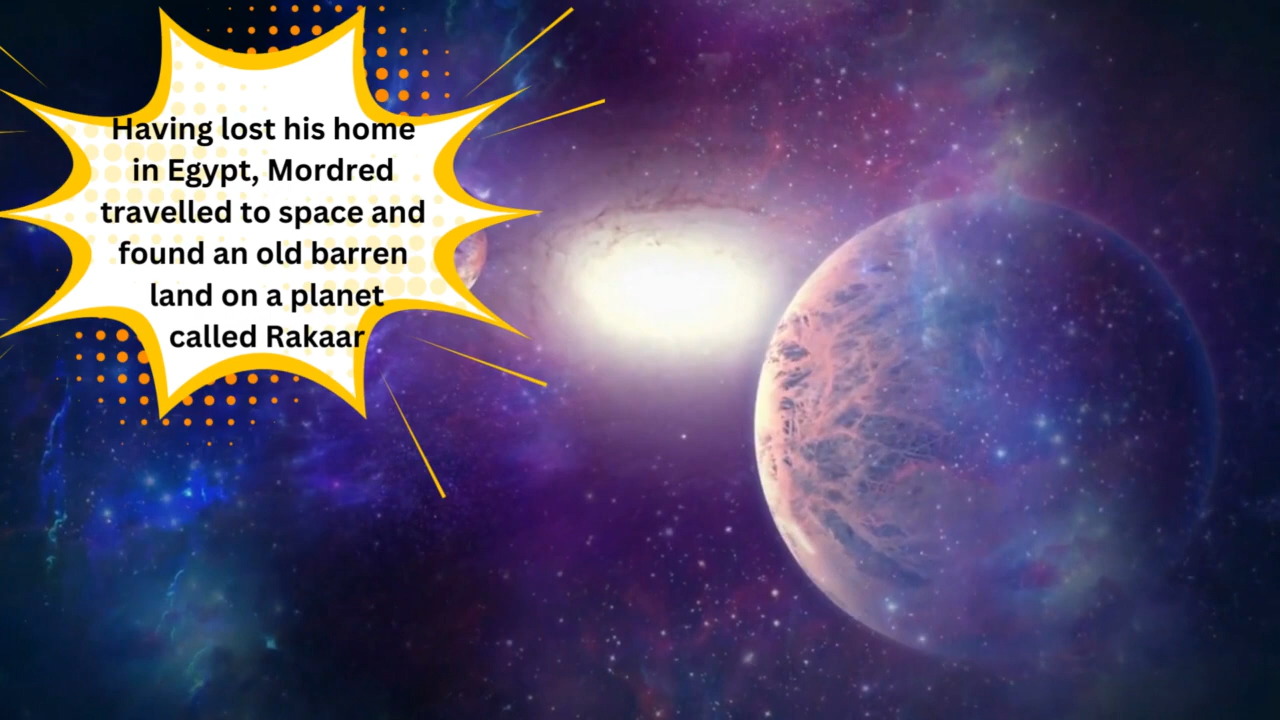 Having lost his home
in Egypt, Mordred
travelled to space and
found an old barren
land on a planet
called Rakaar